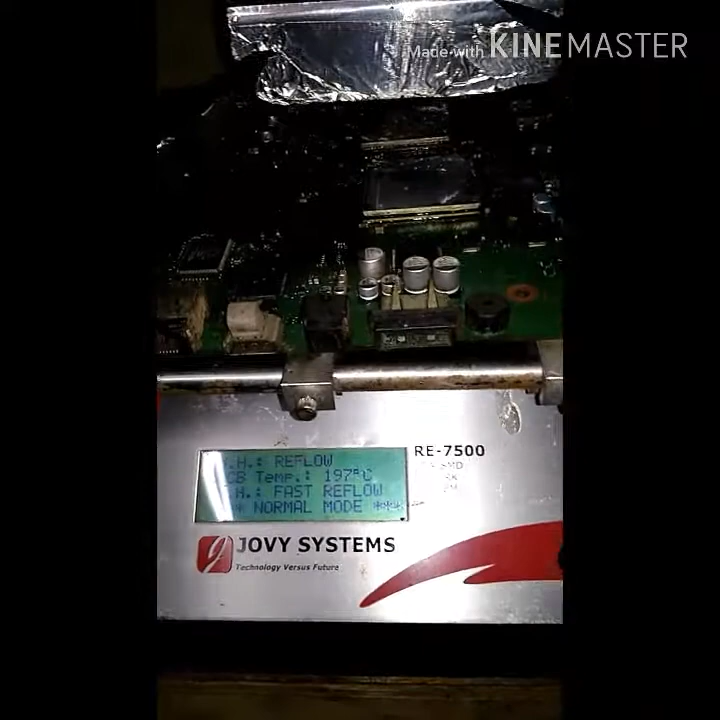 Made with KINEMASTER
RE-7500
.H.: REFLOW
CB Temp.: 197°C
.H.: FAST REFLOW
* NORMAL MODE ***
JOVY SYSTEMS
Technology Versus Future